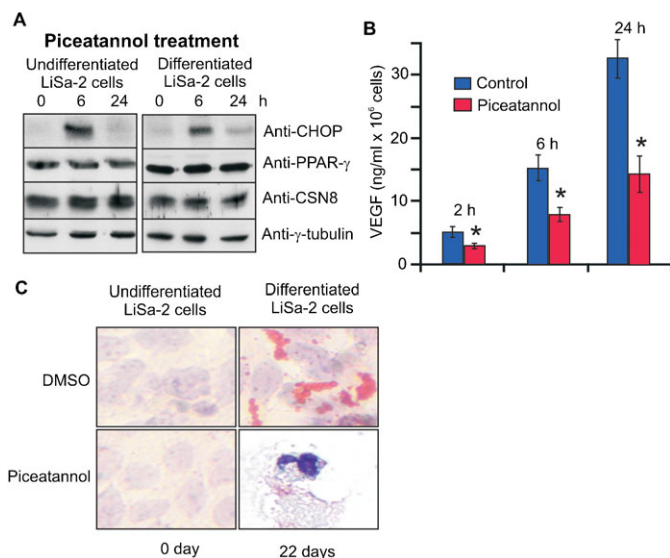 A
Piceatannol treatment
Undifferentiated
LiSa-2 cells
Differentiated
LiSa-2 cells
0 6 24 0 6 24 h
Anti-CHOP
Anti-PPAR-γ
Anti-CSN8
Anti-γ-tubulin
B
VEGF (ng/ml x 10⁶ cells)
30
20
10
0
Control
Piceatannol
2 h
*
6 h
*
24 h
*
C
Undifferentiated
LiSa-2 cells
Differentiated
LiSa-2 cells
DMSO
Piceatannol
0 day
22 days